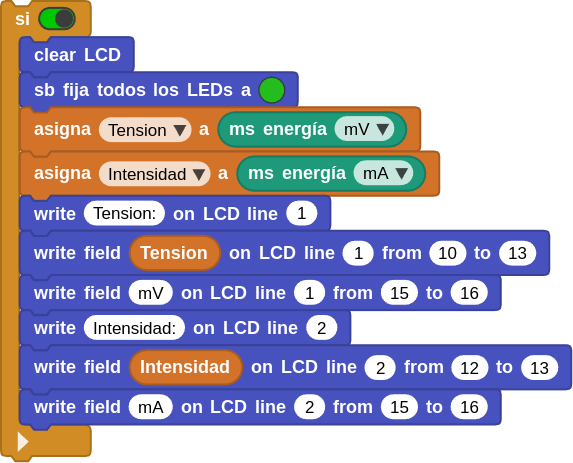 si
clear LCD
sb fija todos los LEDs a
asigna Tension a ms energía mV
asigna Intensidad a ms energía mA
write Tension: on LCD line 1
write field Tension on LCD line 1 from 10 to 13
write field mV on LCD line 1 from 15 to 16
write Intensidad: on LCD line 2
write field Intensidad on LCD line 2 from 12 to 13
write field mA on LCD line 2 from 15 to 16